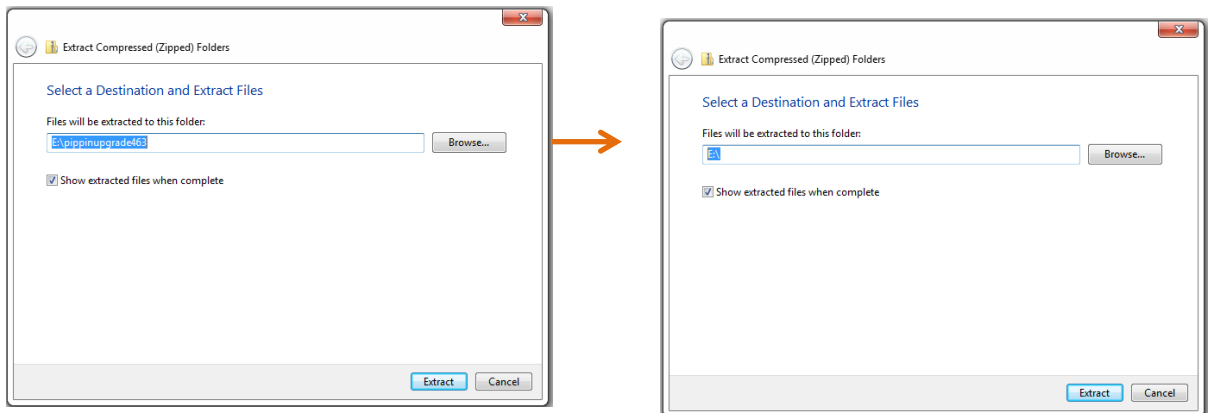 Extract Compressed (Zipped) Folders
Select a Destination and Extract Files
Files will be extracted to this folder:
E:\pippinupgrade463
Browse...
Show extracted files when complete
Extract
Cancel
Extract Compressed (Zipped) Folders
Select a Destination and Extract Files
Files will be extracted to this folder:
E:\
Browse...
Show extracted files when complete
Extract
Cancel